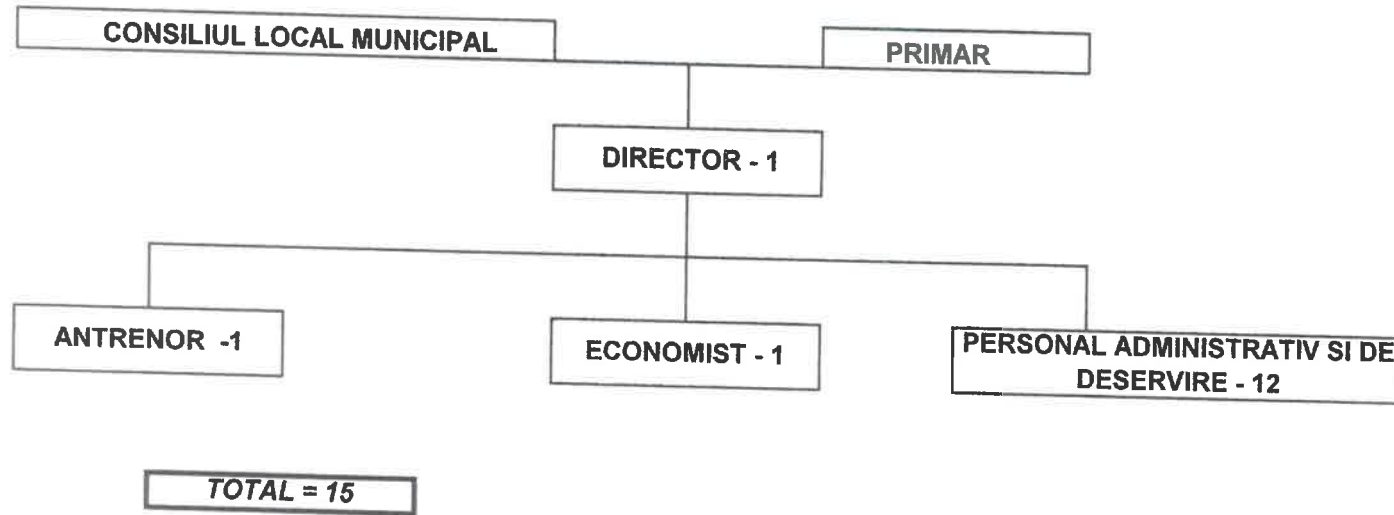 CONSILIUL LOCAL MUNICIPAL
PRIMAR
DIRECTOR - 1
ANTRENOR -1
ECONOMIST - 1
PERSONAL ADMINISTRATIV SI DE
DESERVIRE - 12
TOTAL = 15